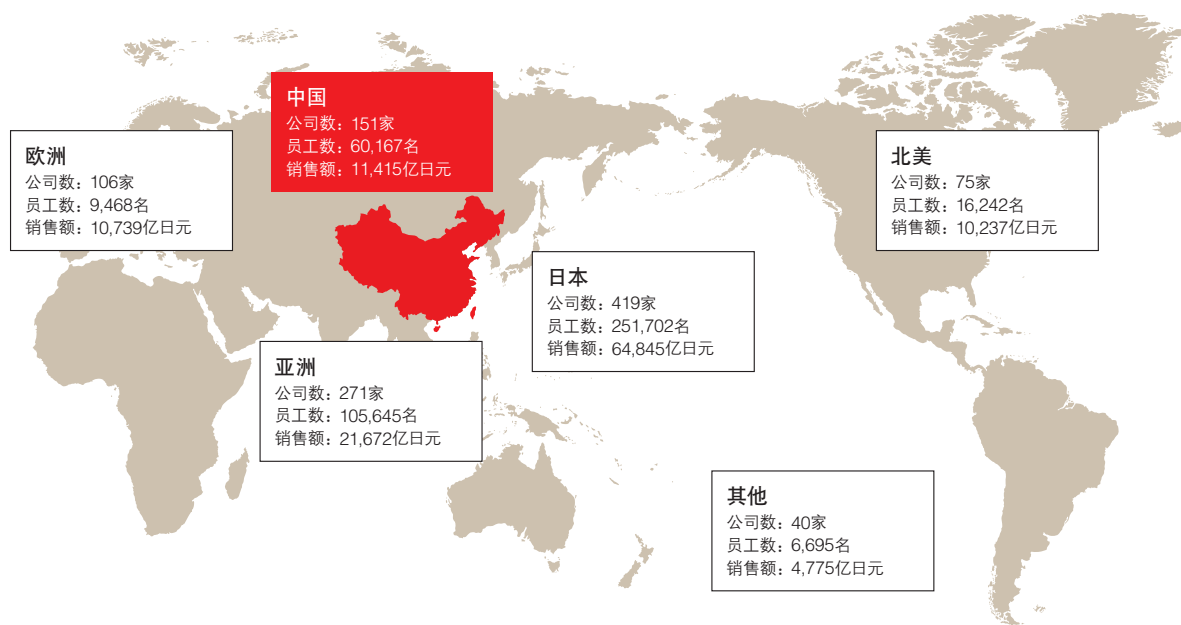 中国
公司数：151家
员工数：60,167名
销售额：11,415亿日元
欧洲
公司数：106家
员工数：9,468名
销售额：10,739亿日元
北美
公司数：75家
员工数：16,242名
销售额：10,237亿日元
日本
公司数：419家
员工数：251,702名
销售额：64,845亿日元
亚洲
公司数：271家
员工数：105,645名
销售额：21,672亿日元
其他
公司数：40家
员工数：6,695名
销售额：4,775亿日元